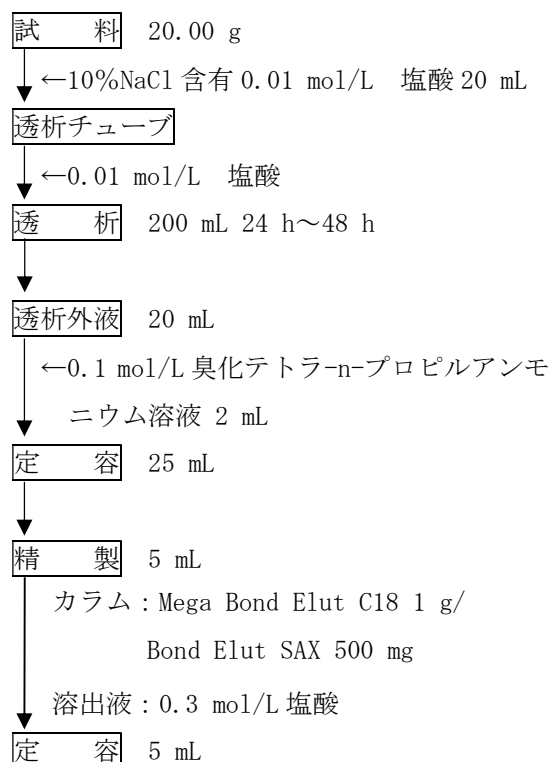 試　　料　20.00 g
←10%NaCl 含有 0.01 mol/L　塩酸 20 mL
透析チューブ
←0.01 mol/L　塩酸
透　　析　200 mL 24 h～48 h
透析外液　20 mL
←0.1 mol/L 臭化テトラ-n-プロピルアンモ
ニウム溶液 2 mL
定　　容　25 mL
精　　製　5 mL
カラム：Mega Bond Elut C18 1 g/
Bond Elut SAX 500 mg
溶出液：0.3 mol/L 塩酸
定　　容　5 mL